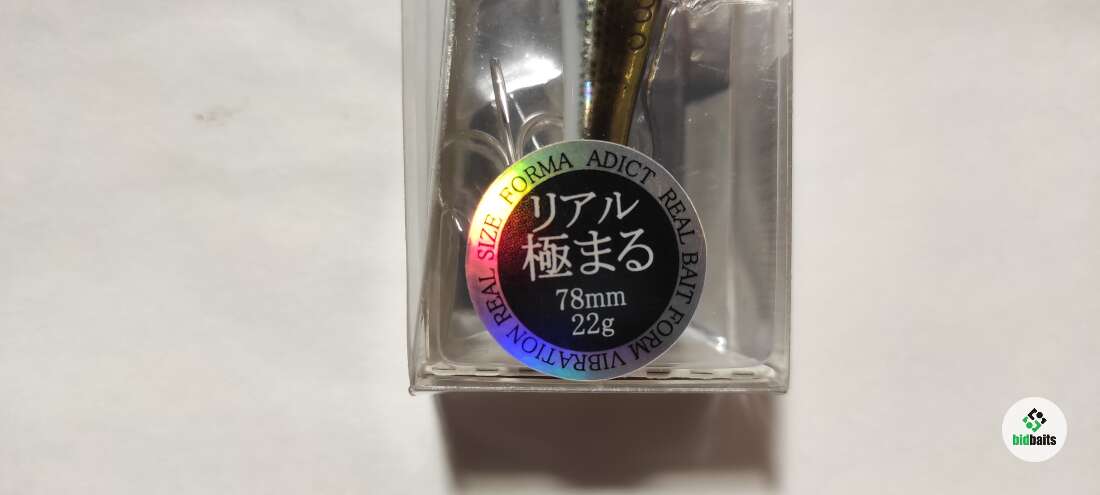 FORMA ADICT REAL BAIT FORM VIBRATION REAL SIZE
リアル
極まる
78mm
22g
bidbaits